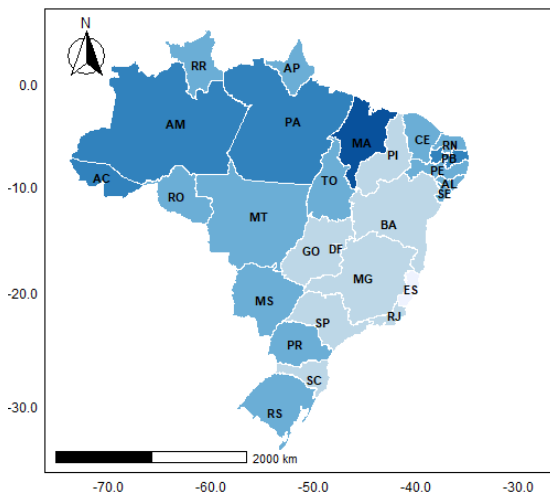 N
RR
AP
0.0
AM
PA
MA
CE
RN
PI
PB
PE
AC
TO
AL
-10.0
RO
SE
MT
BA
GO
DF
MG
-20.0
MS
ES
SP
RJ
PR
SC
-30.0
RS
2000 km
-70.0 -60.0 -50.0 -40.0 -30.0